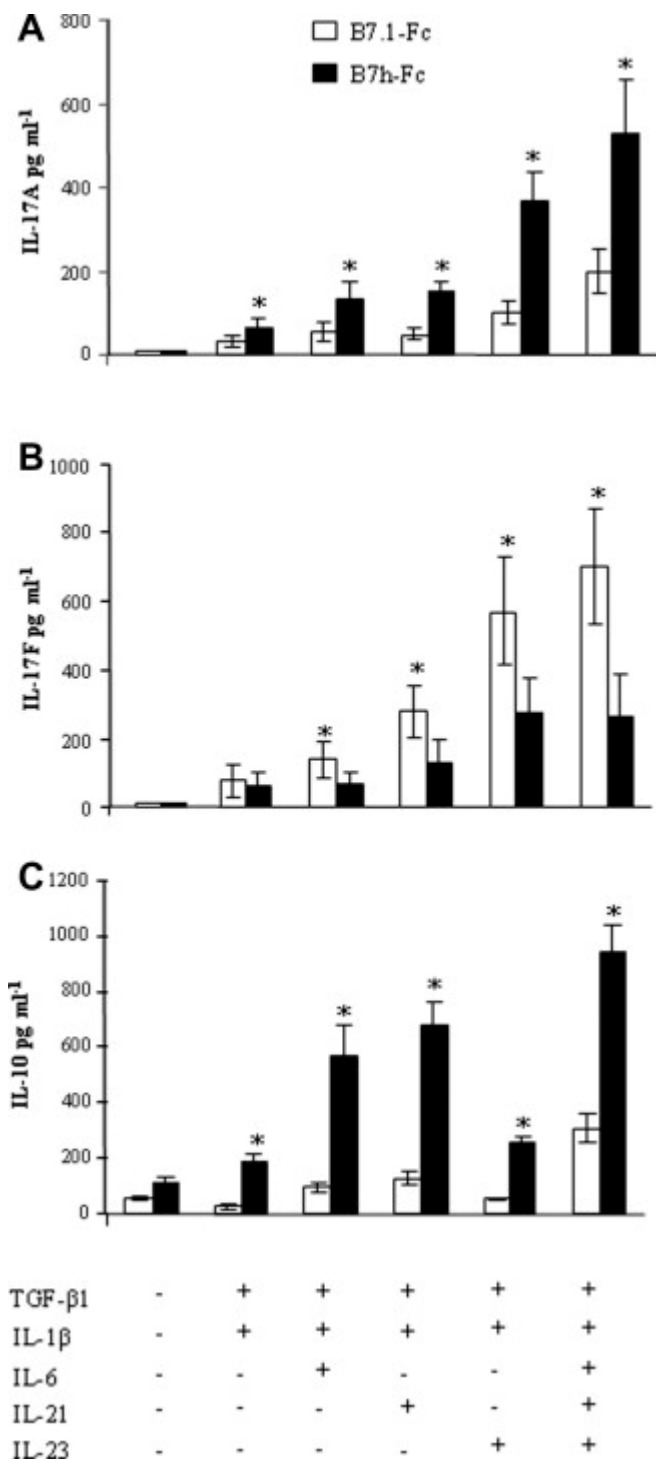 A
800
B7.1-Fc
B7h-Fc
*
600
*
IL-17A pg ml-1
400
* * *
200
0
B
1000
*
800
*
IL-17F pg ml-1
600
*
400
*
200
0
C
1200
*
1000
IL-10 pg ml-1
800
*
*
600
400
* *
200
0
TGF-β1 - + + + + +
IL-1β - + + + + +
IL-6 - - + - - +
IL-21 - - - + - +
IL-23 - - - - + +